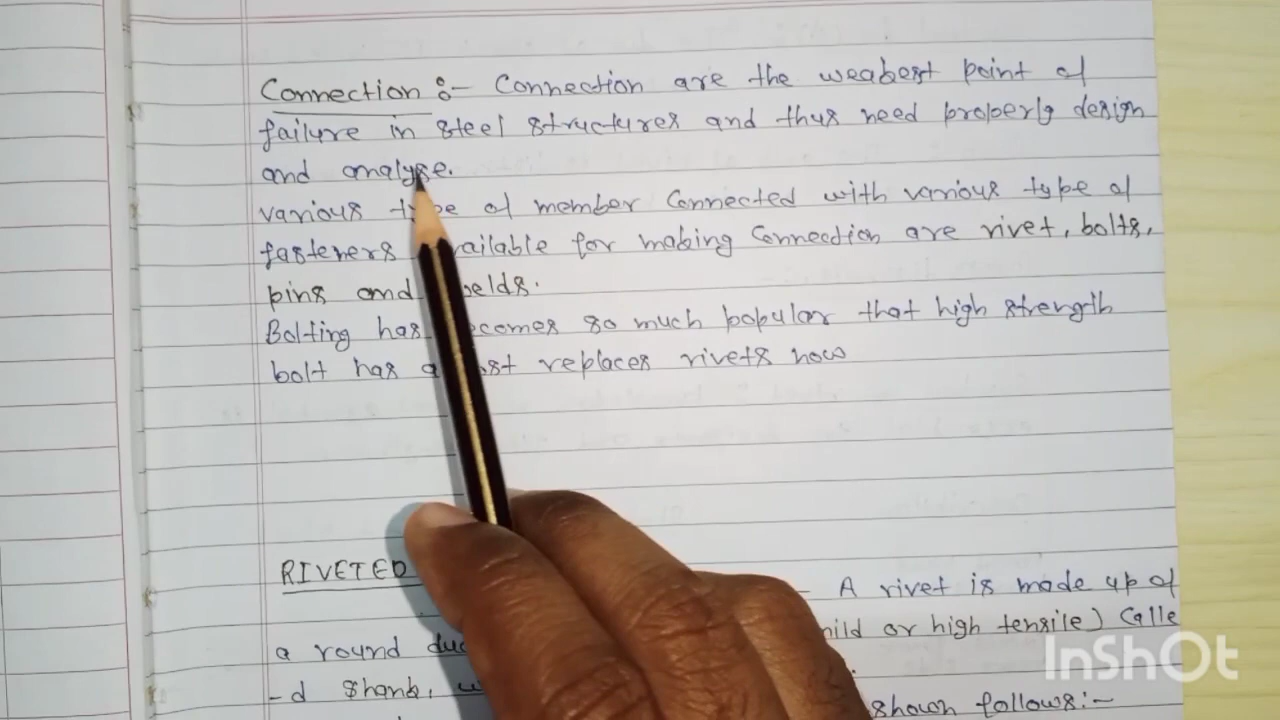 Connection :- Connection are the weakest point of
failure in steel structures and thus need properly design
and analyse.
various type of member connected with various type of
fasteners available for making connection are rivet, bolts,
pins and welds.
Bolting has becomes so much popular that high strength
bolt has almost replaces rivets now
RIVETED
- A rivet is made up of
a round duc mild or high tensile) Calle
-d shank, shown follows:-
InShOt